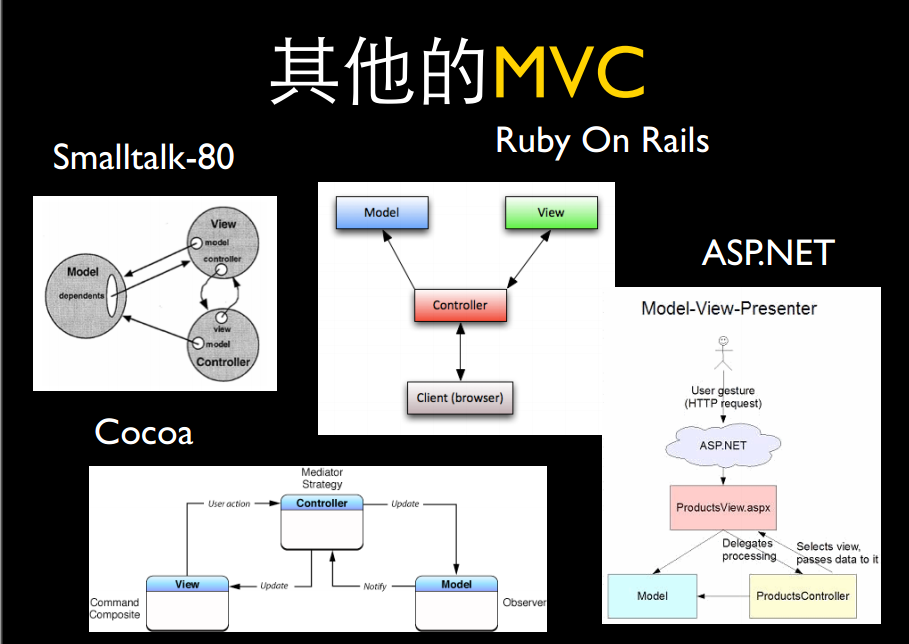 其他的MVC
Smalltalk-80
View
model
controller
Model
dependents
view
model
Controller
Ruby On Rails
Model
View
Controller
Client (browser)
ASP.NET
Model-View-Presenter
User gesture
(HTTP request)
ASP.NET
ProductsView.aspx
Delegates
processing
Selects view,
passes data to it
Model
ProductsController
Cocoa
Mediator
Strategy
User action
Controller
Update
View
Update
Notify
Model
Command
Composite
Observer